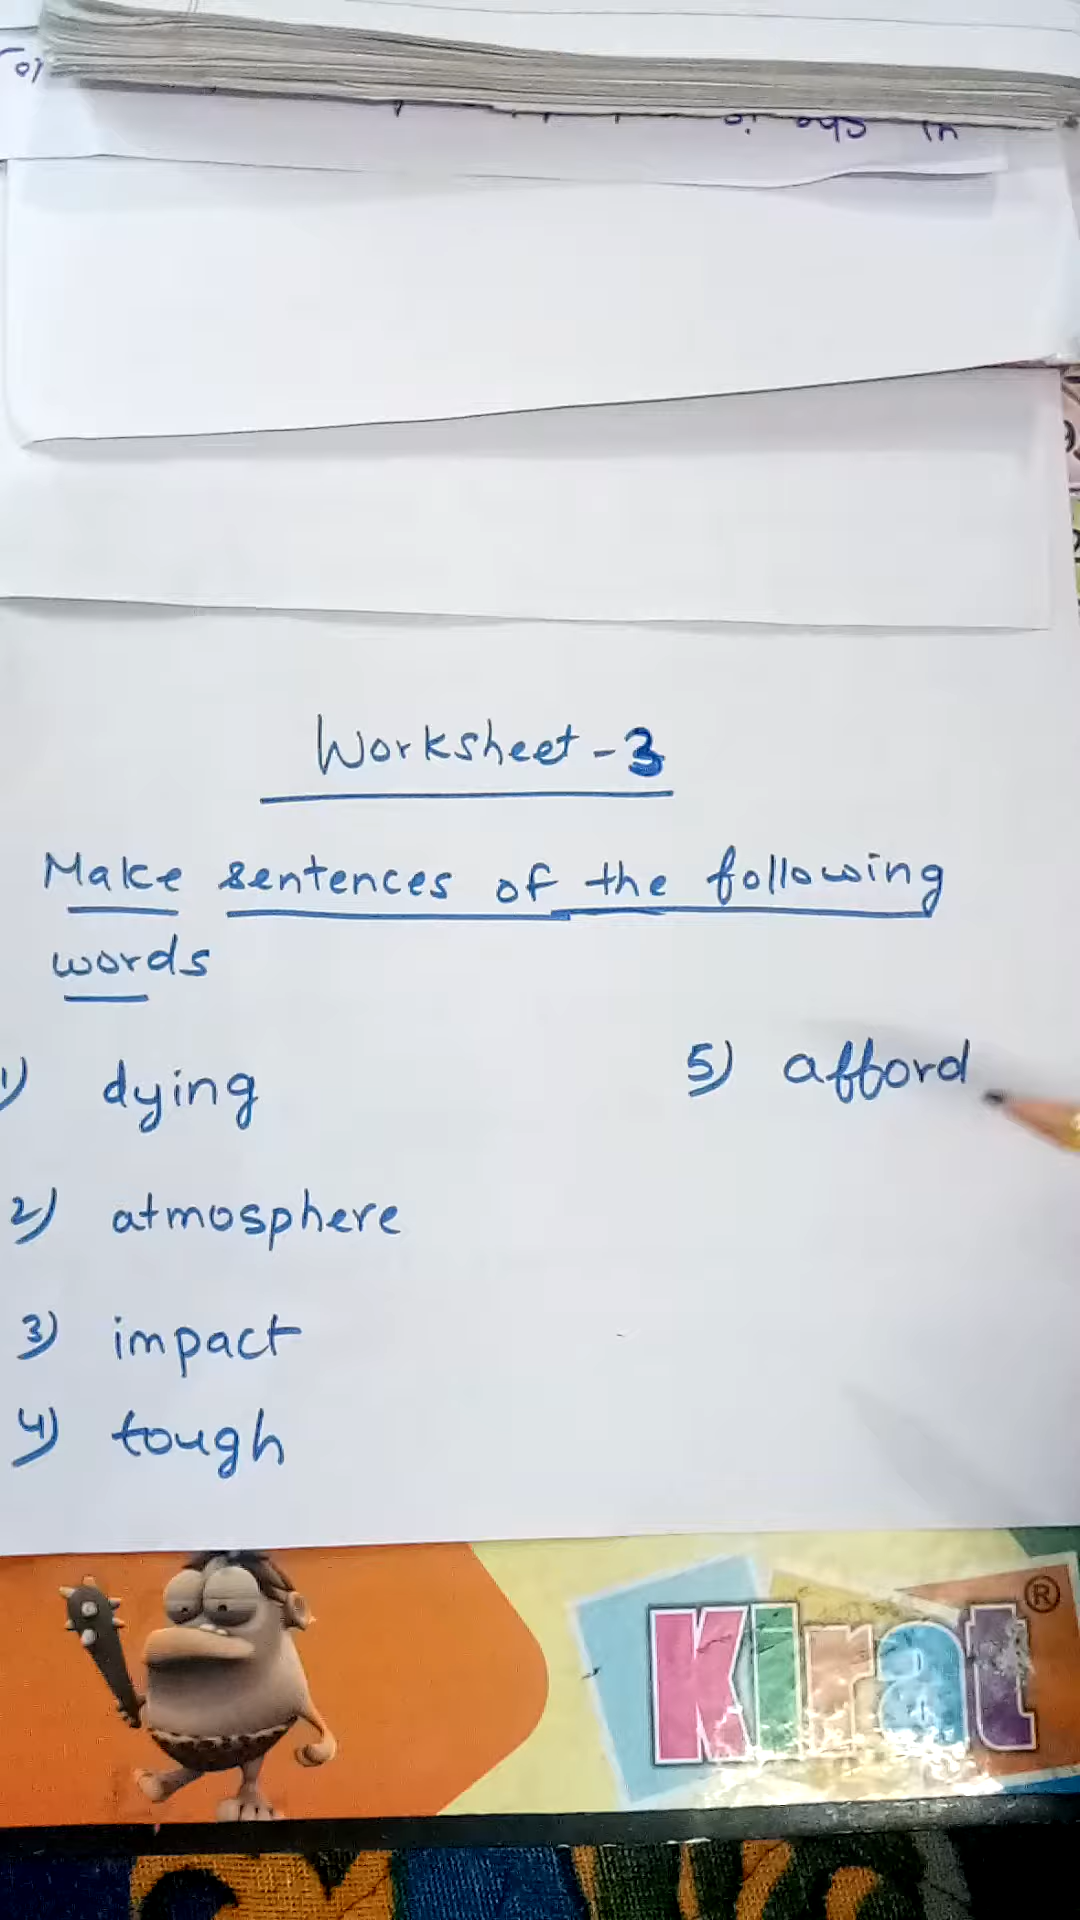 Worksheet-3
Make sentences of the following
words
1) dying
5) afford
2) atmosphere
3) impact
4) tough
Kirat®